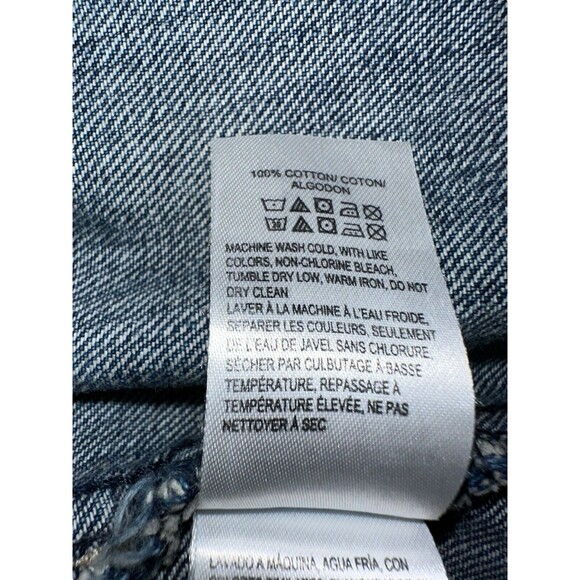 100% COTTON/ COTON/
ALGODON
30
MACHINE WASH COLD, WITH LIKE
COLORS, NON-CHLORINE BLEACH,
TUMBLE DRY LOW, WARM IRON, DO NOT
DRY CLEAN
LAVER À LA MACHINE À L'EAU FROIDE,
SEPARER LES COULEURS, SEULEMENT
DE L'EAU DE JAVEL SANS CHLORURE,
SÉCHER PAR CULBUTAGE À BASSE
TEMPÉRATURE, REPASSAGE À
TEMPÉRATURE ÉLEVÉE, NE PAS
NETTOYER À SEC
LAVADO A MÁQUINA, AGUA FRÍA, CON